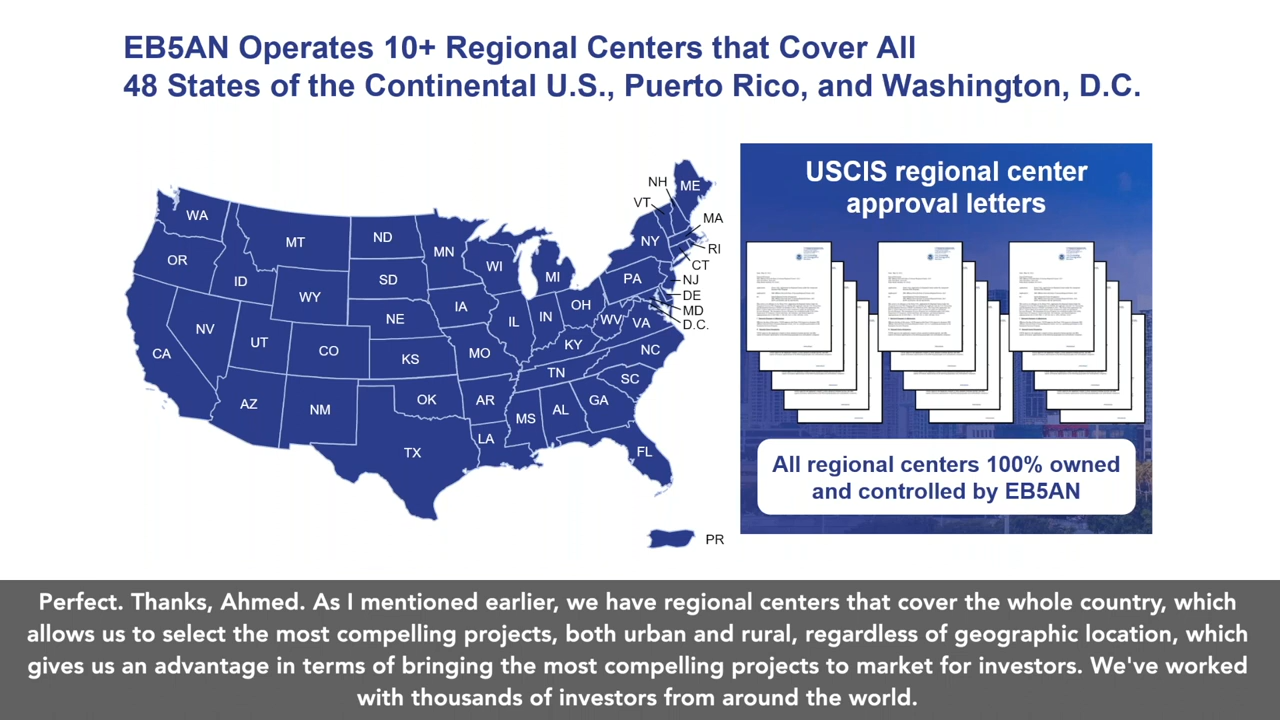 EB5AN Operates 10+ Regional Centers that Cover All
48 States of the Continental U.S., Puerto Rico, and Washington, D.C.
WA
OR
CA
NV
ID
MT
WY
UT
AZ
CO
NM
ND
SD
NE
KS
OK
TX
MN
IA
MO
AR
LA
WI
IL
MI
IN
OH
KY
TN
MS
AL
GA
FL
SC
NC
VA
WV
PA
NY
VT
NH
ME
MA
RI
CT
NJ
DE
MD
D.C.
PR
USCIS regional center
approval letters
All regional centers 100% owned
and controlled by EB5AN
Perfect. Thanks, Ahmed. As I mentioned earlier, we have regional centers that cover the whole country, which
allows us to select the most compelling projects, both urban and rural, regardless of geographic location, which
gives us an advantage in terms of bringing the most compelling projects to market for investors. We've worked
with thousands of investors from around the world.